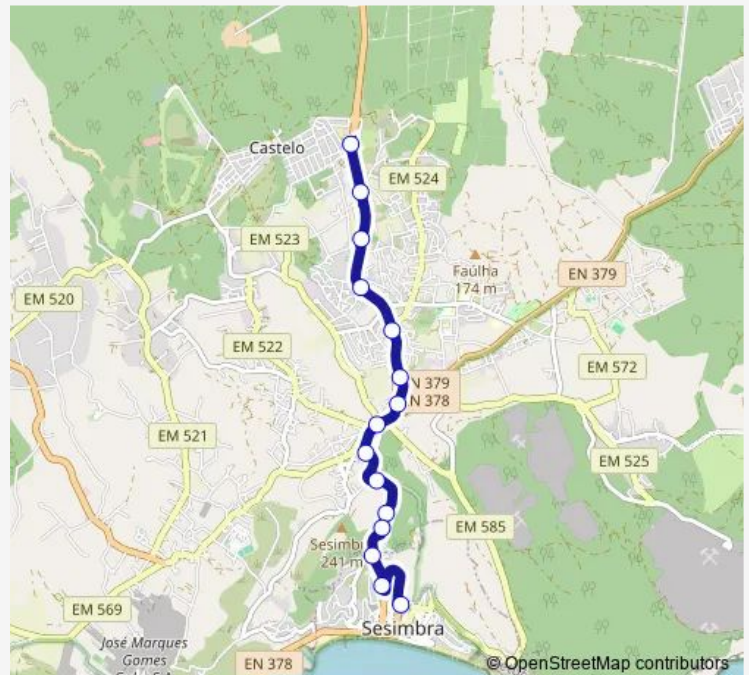 Castelo
EM 524
EM 523
Faúlha
174 m
EN 379
EM 520
EM 522
EM 572
N 379
N 378
EM 521
EM 525
EM 585
Sesimb
241 m
EM 569
Sesimbra
José Marques
Gomes
EN 378
© OpenStreetMap contributors